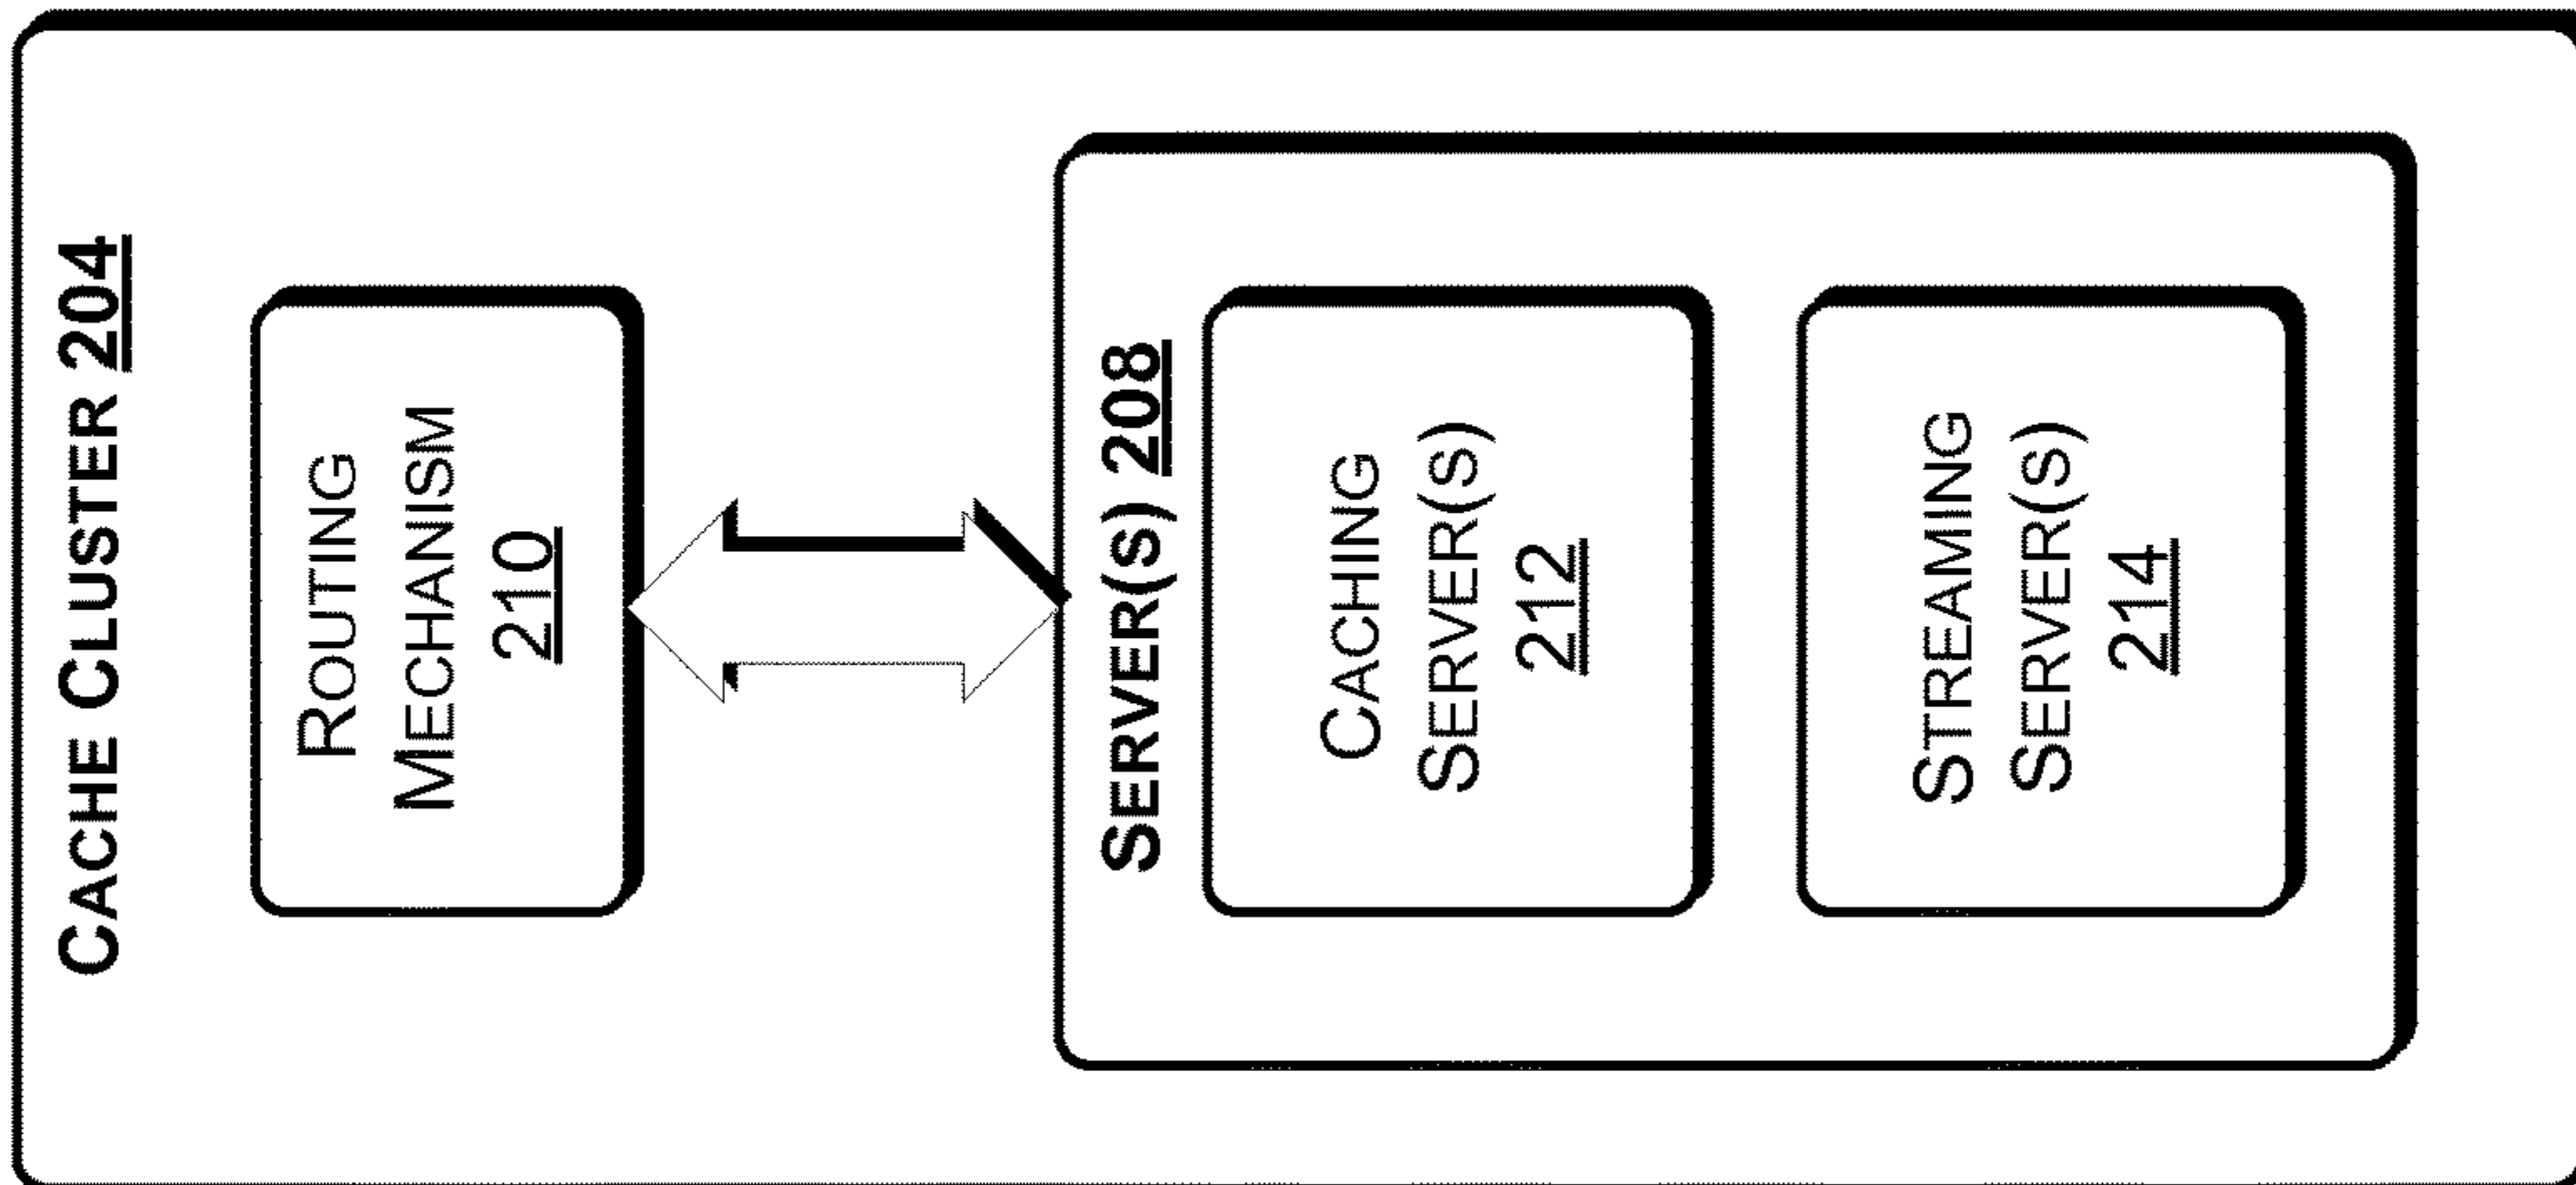 CACHE CLUSTER 204
ROUTING
MECHANISM
210
SERVER(S) 208
CACHING
SERVER(S)
212
STREAMING
SERVER(S)
214